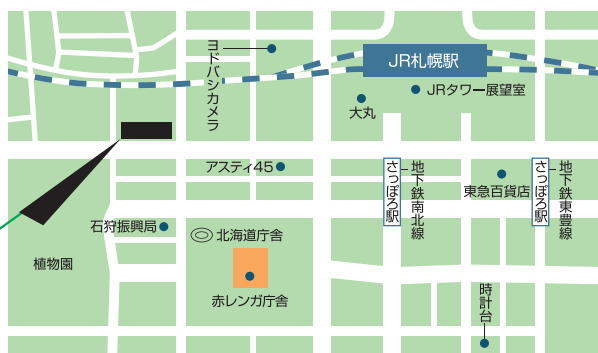 ヨドバシカメラ
JR札幌駅
JRタワー展望室
大丸
アスティ45
さっぽろ駅
地下鉄南北線
東急百貨店
さっぽろ駅
地下鉄東豊線
石狩振興局
北海道庁舎
植物園
赤レンガ庁舎
時計台